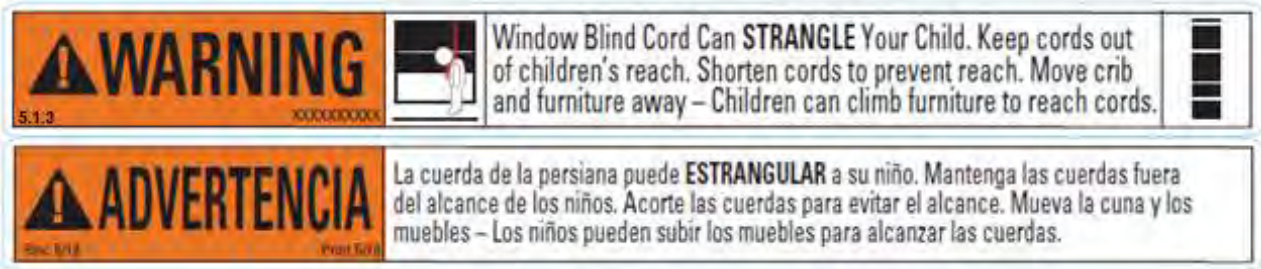 WARNING
5.1.3
XXXXXXXXXX
Window Blind Cord Can STRANGLE Your Child. Keep cords out
of children's reach. Shorten cords to prevent reach. Move crib
and furniture away – Children can climb furniture to reach cords.
ADVERTENCIA
La cuerda de la persiana puede ESTRANGULAR a su niño. Mantenga las cuerdas fuera
del alcance de los niños. Acorte las cuerdas para evitar el alcance. Mueva la cuna y los
muebles – Los niños pueden subir los muebles para alcanzar las cuerdas.